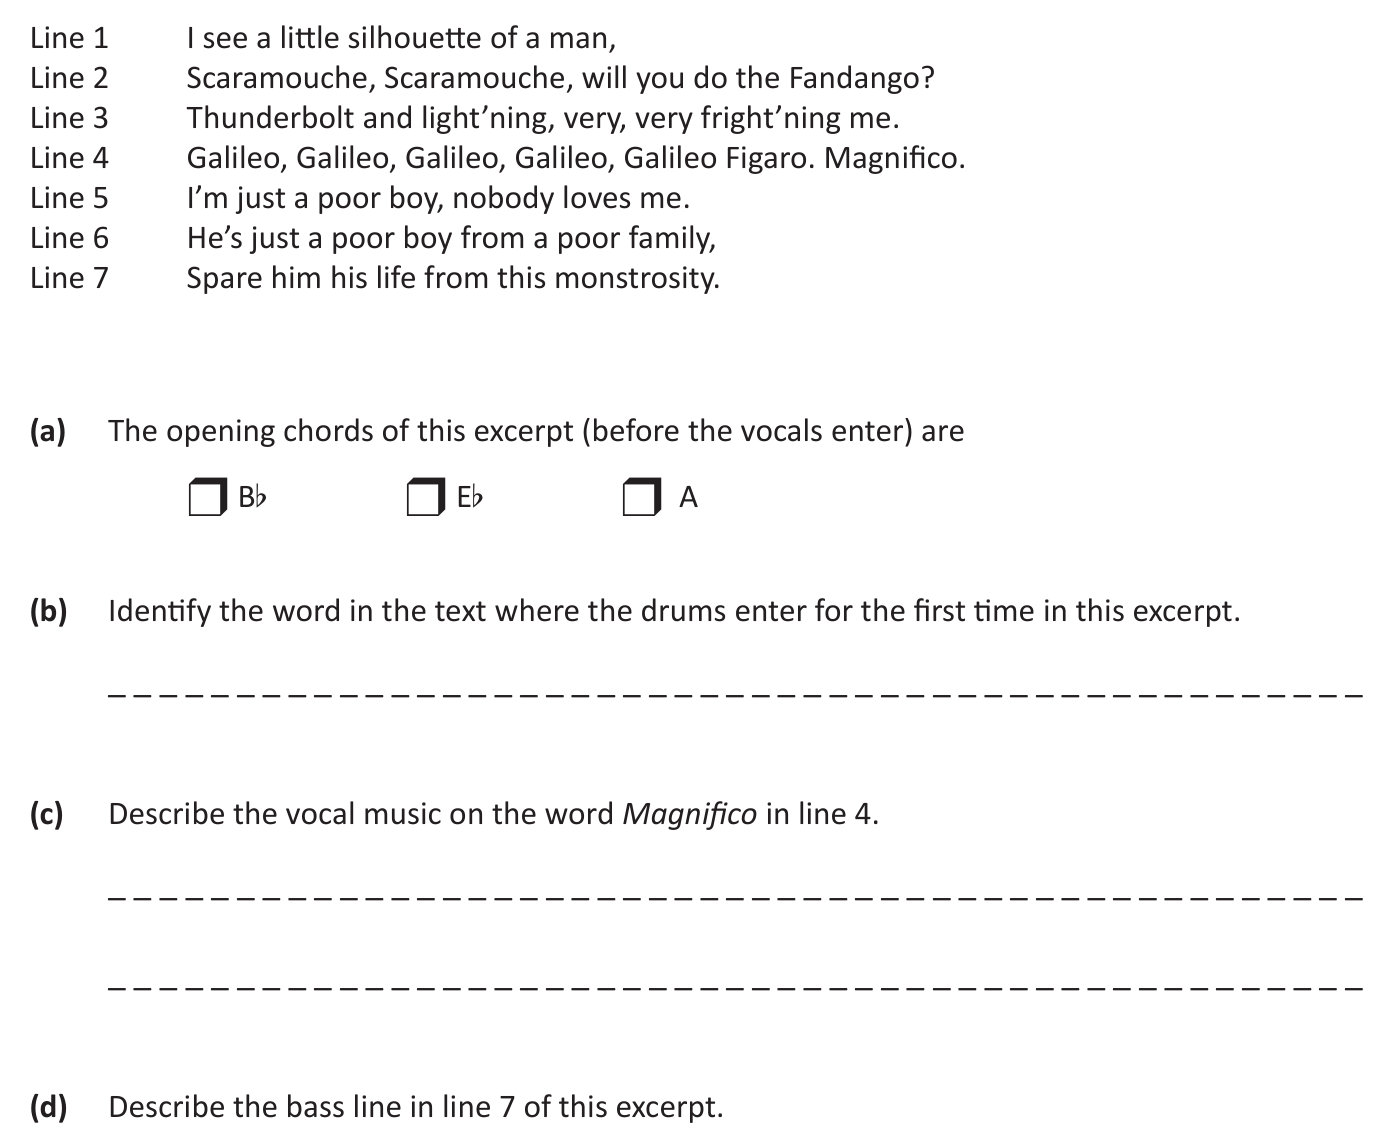 Line 1 I see a little silhouette of a man,
Line 2 Scaramouche, Scaramouche, will you do the Fandango?
Line 3 Thunderbolt and light’ning, very, very fright’ning me.
Line 4 Galileo, Galileo, Galileo, Galileo, Galileo Figaro. Magnifico.
Line 5 I’m just a poor boy, nobody loves me.
Line 6 He’s just a poor boy from a poor family,
Line 7 Spare him his life from this monstrosity.
(a) The opening chords of this excerpt (before the vocals enter) are
B♭ E♭ A
(b) Identify the word in the text where the drums enter for the first time in this excerpt.
(c) Describe the vocal music on the word Magnifico in line 4.
(d) Describe the bass line in line 7 of this excerpt.